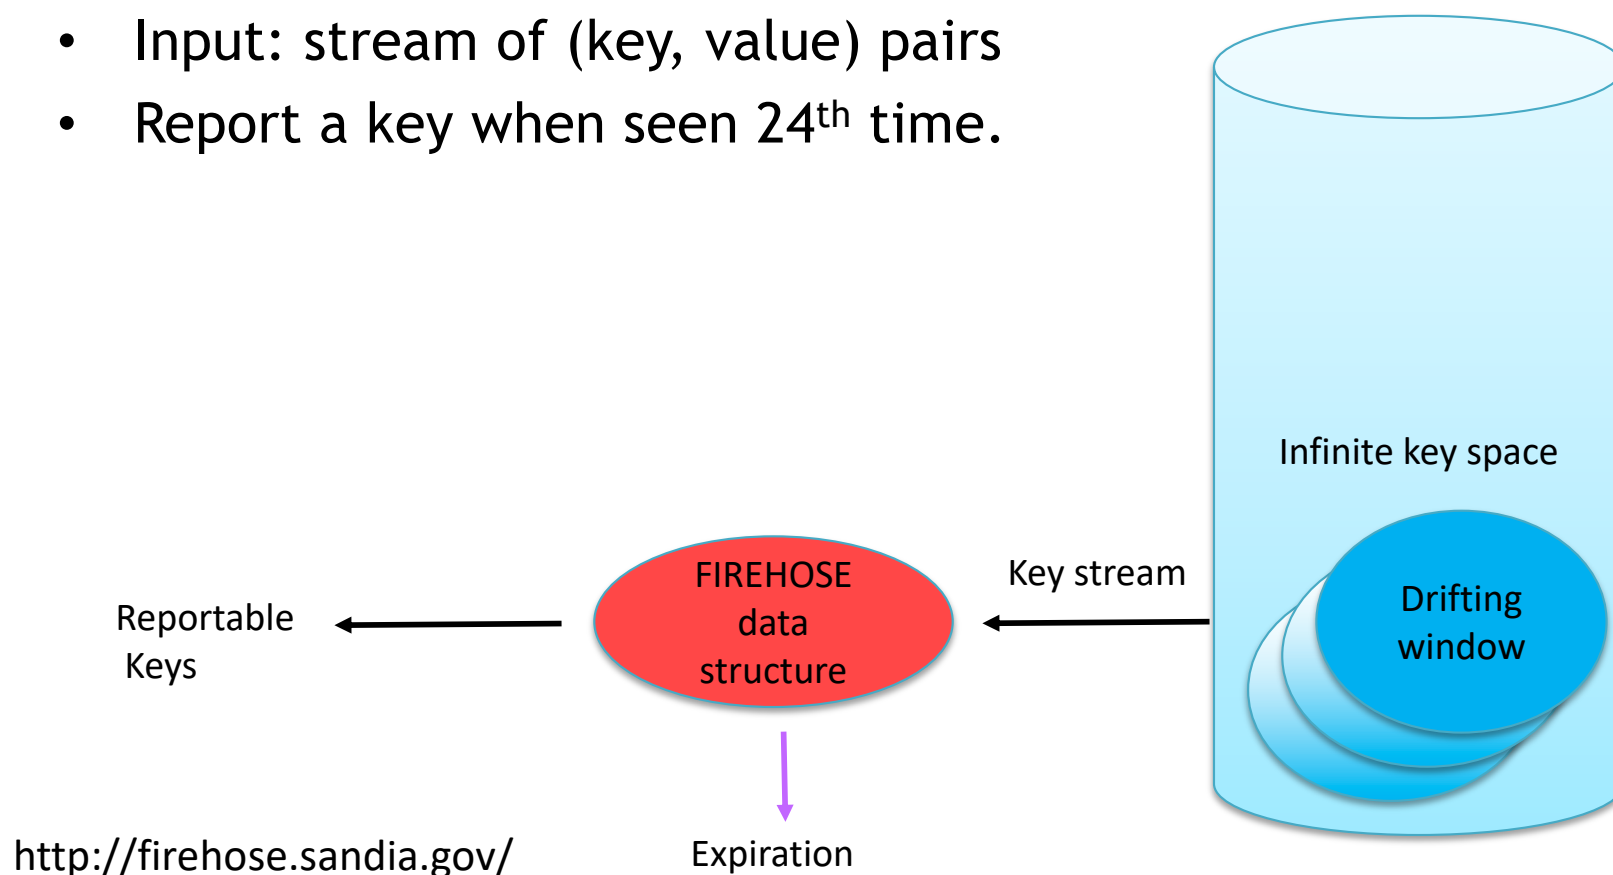 • Input: stream of (key, value) pairs
• Report a key when seen 24th time.
Infinite key space
Drifting
window
Key stream
FIREHOSE
data
structure
Reportable
Keys
Expiration
http://firehose.sandia.gov/